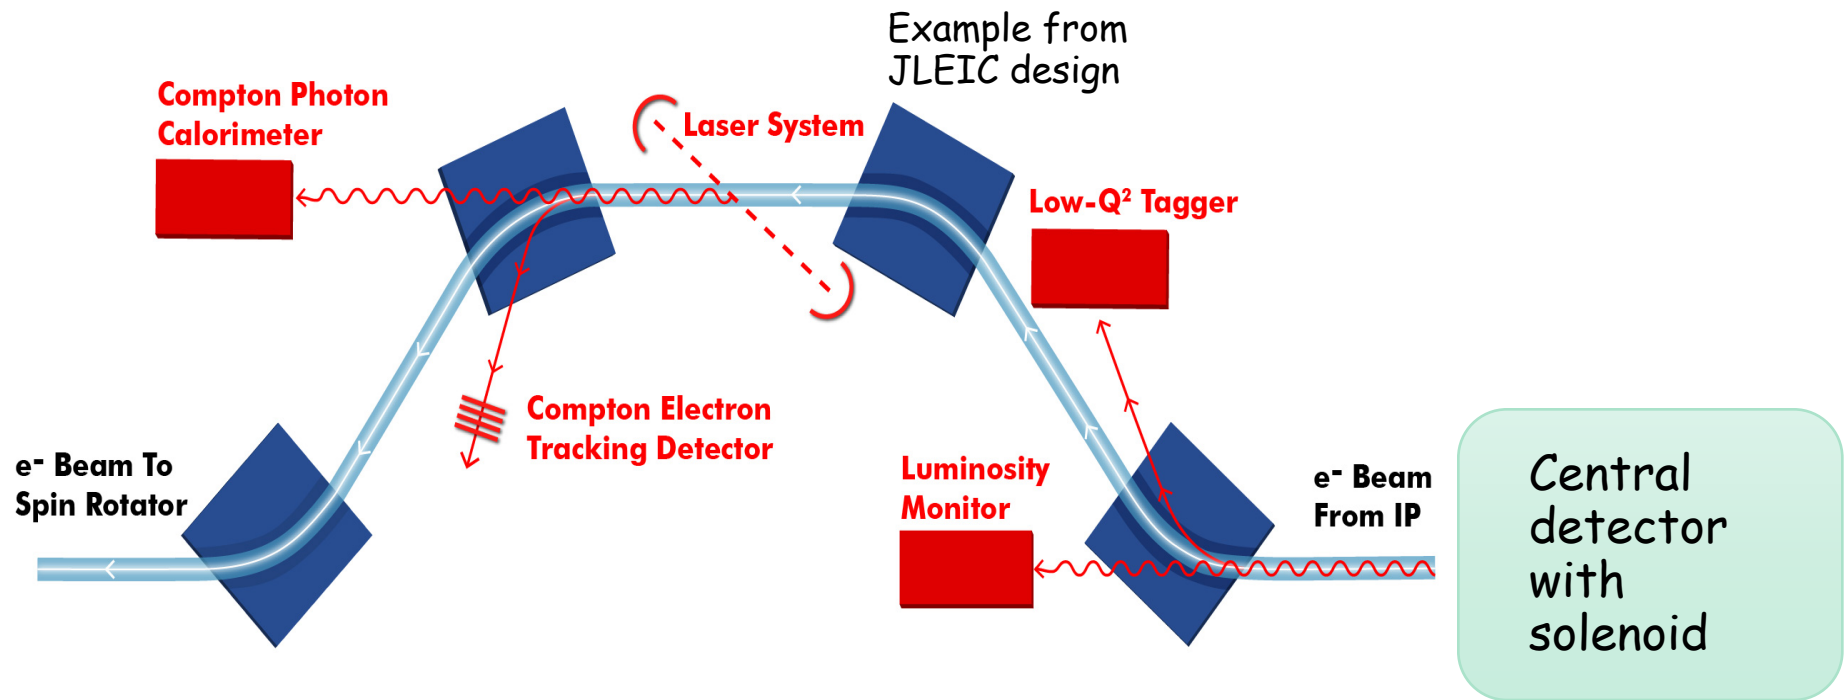 Example from
JLEIC design
Compton Photon
Calorimeter
Laser System
Low-Q² Tagger
Compton Electron
Tracking Detector
e- Beam To
Spin Rotator
Luminosity
Monitor
e- Beam
From IP
Central
detector
with
solenoid